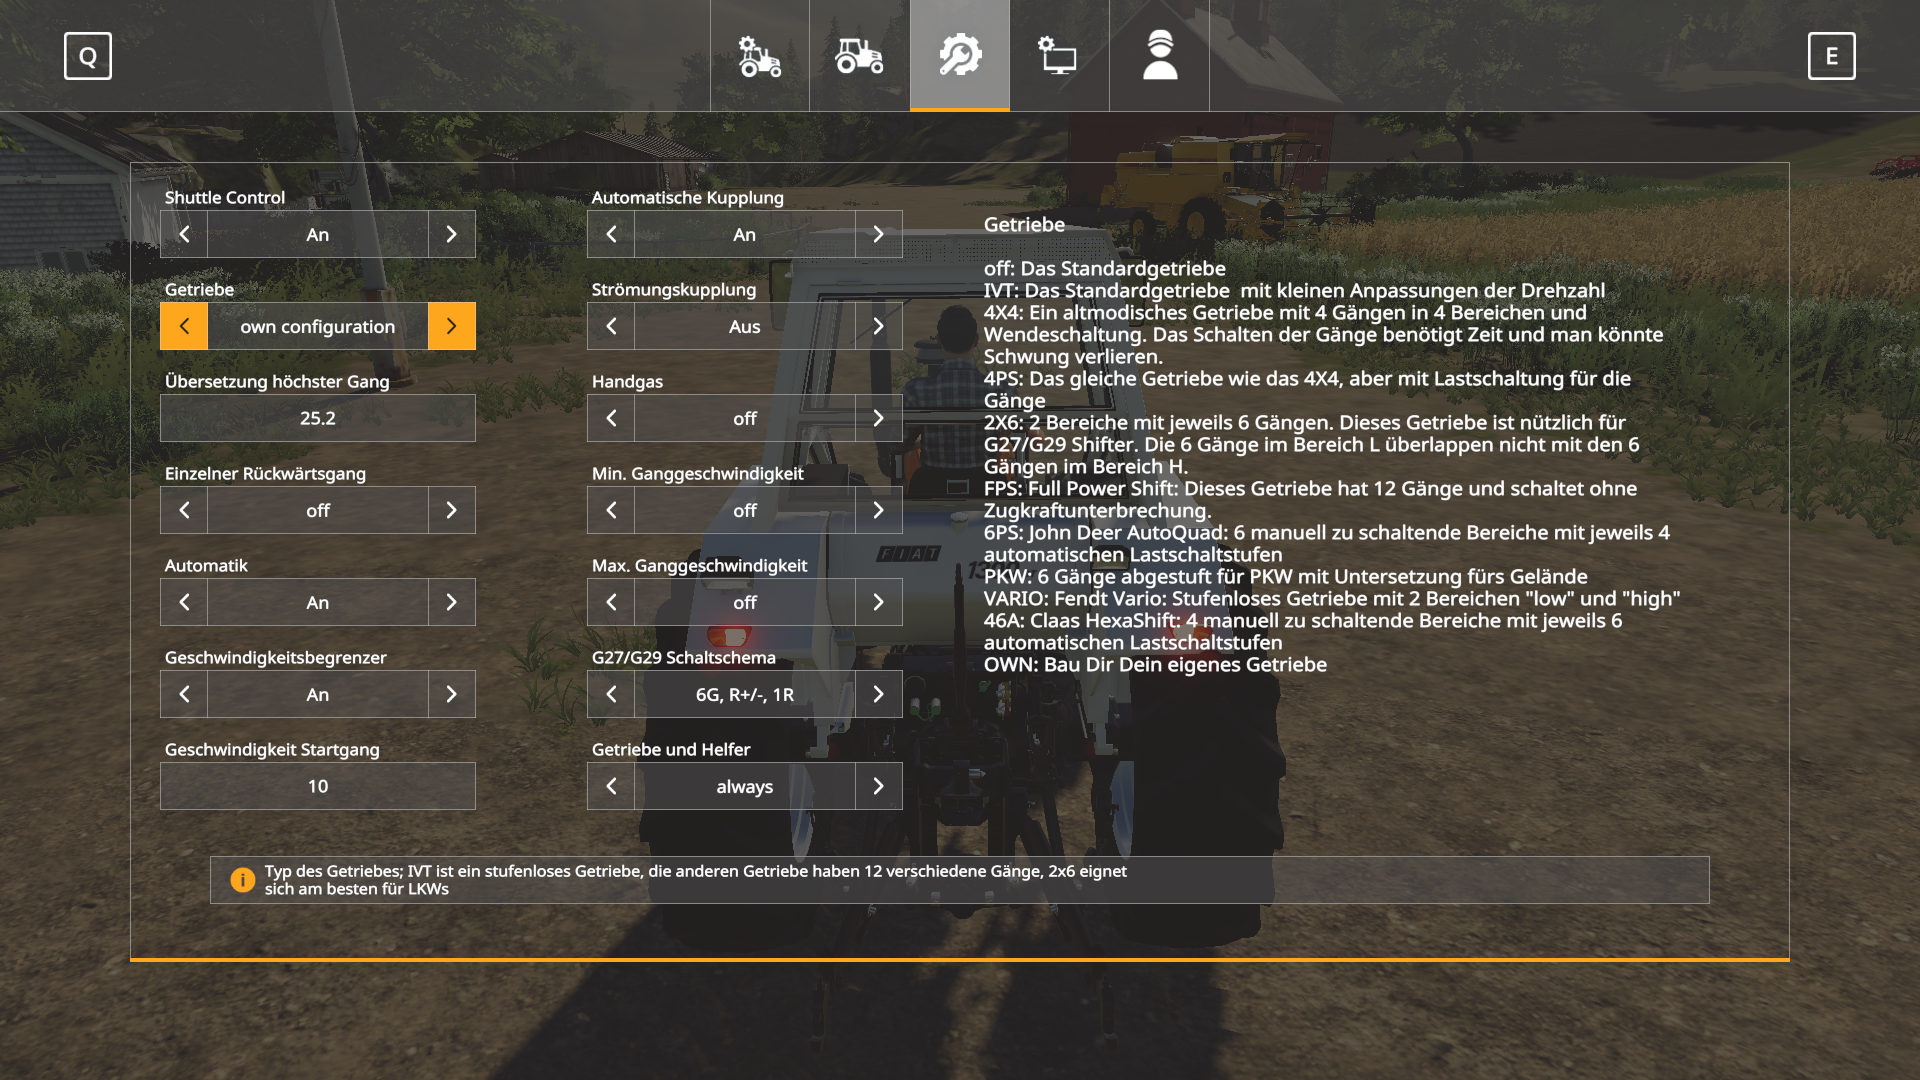 Q
E
Shuttle Control
An
Getriebe
own configuration
Übersetzung höchster Gang
25.2
Einzelner Rückwärtsgang
off
Automatik
An
Geschwindigkeitsbegrenzer
An
Geschwindigkeit Startgang
10
Automatische Kupplung
An
Strömungskupplung
Aus
Handgas
off
Min. Ganggeschwindigkeit
off
Max. Ganggeschwindigkeit
off
G27/G29 Schaltschema
6G, R+/-, 1R
Getriebe und Helfer
always
Getriebe
off: Das Standardgetriebe
IVT: Das Standardgetriebe  mit kleinen Anpassungen der Drehzahl
4X4: Ein altmodisches Getriebe mit 4 Gängen in 4 Bereichen und
Wendeschaltung. Das Schalten der Gänge benötigt Zeit und man könnte
Schwung verlieren.
4PS: Das gleiche Getriebe wie das 4X4, aber mit Lastschaltung für die
Gänge
2X6: 2 Bereiche mit jeweils 6 Gängen. Dieses Getriebe ist nützlich für
G27/G29 Shifter. Die 6 Gänge im Bereich L überlappen nicht mit den 6
Gängen im Bereich H.
FPS: Full Power Shift: Dieses Getriebe hat 12 Gänge und schaltet ohne
Zugkraftunterbrechung.
6PS: John Deer AutoQuad: 6 manuell zu schaltende Bereiche mit jeweils 4
automatischen Lastschaltstufen
PKW: 6 Gänge abgestuft für PKW mit Untersetzung fürs Gelände
VARIO: Fendt Vario: Stufenloses Getriebe mit 2 Bereichen "low" und "high"
46A: Claas HexaShift: 4 manuell zu schaltende Bereiche mit jeweils 6
automatischen Lastschaltstufen
OWN: Bau Dir Dein eigenes Getriebe
FIAT
Typ des Getriebes; IVT ist ein stufenloses Getriebe, die anderen Getriebe haben 12 verschiedene Gänge, 2x6 eignet
sich am besten für LKWs